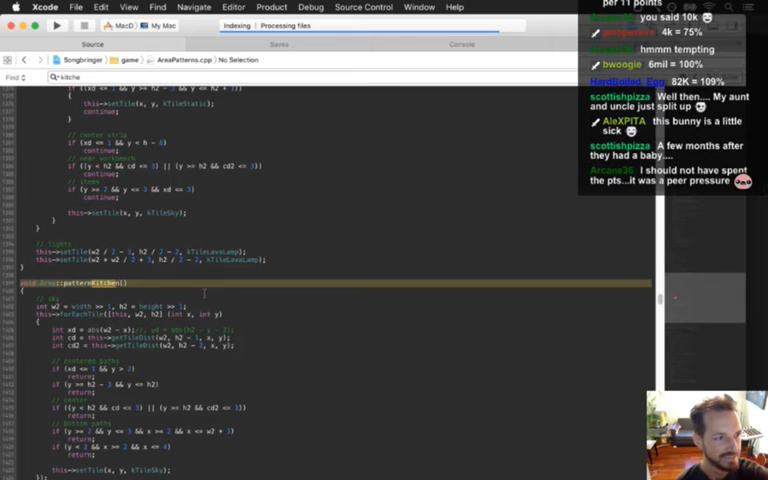 Xcode File Edit View Find Navigate Editor Product Debug Source Control Window Help
MacD My Mac
Indexing | Processing files
Source
Saves
Console
Songbringer game AreaPatterns.cpp No Selection
Find kitche
{
this->setTile(x, y, kTileStatic);
continue;
}
// center strip
if (xd <= 1 && y < h - 8)
continue;
// near workbench
if ((y < h2 && cd <= 3) || (y >= h2 && cd2 <= 3))
continue;
// items
if (y >= 2 && y <= 3 && xd <= 3)
continue;
this->setTile(x, y, kTileSky);
}
}
// lights
this->setTile(w2 / 2 - 3, h2 / 2 - 2, kTileLavaLamp);
this->setTile(w2 + w2 / 2 + 3, h2 / 2 - 2, kTileLavaLamp);
}
void Area::patternKitchen()
{
// sky
int w2 = width >> 1, h2 = height >> 1;
this->forEachTile([this, w2, h2] (int x, int y)
{
int xd = abs(w2 - x);
int cd = this->getTileDist(w2, h2 - 1, x, y);
int cd2 = this->getTileDist(w2, h2 - 2, x, y);
// centered paths
if (xd <= 1 && y > 2)
return;
if (y >= h2 - 3 && y <= h2)
return;
// center
if ((y < h2 && cd <= 3) || (y >= h2 && cd2 <= 3))
return;
// bottom paths
if (y >= 2 && y <= 3 && x >= 2 && x <= w2 + 3)
return;
if (y < 2 && x >= 2 && x <= 4)
return;
this->setTile(x, y, kTileSky);
per 11 points
you said 10k
4k = 75%
hmmm tempting
bwoogie 6mil = 100%
HardBoiled_Egg 82K = 109%
scottishpizza Well then.... My aunt
and uncle just split up
AleXPITA this bunny is a little
sick
scottishpizza A few months after
they had a baby....
Arcane36 I should not have spent
the pts...it was a peer pressure